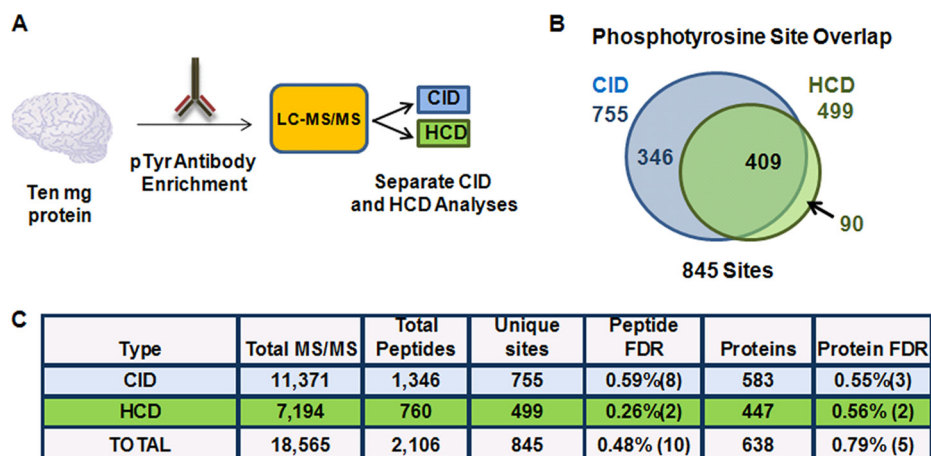 A
Ten mg
protein
pTyr Antibody
Enrichment
LC-MS/MS
CID
HCD
Separate CID
and HCD Analyses
B
Phosphotyrosine Site Overlap
CID
755
HCD
499
346
409
90
845 Sites
C
Type Total MS/MS Total Peptides Unique sites Peptide FDR Proteins Protein FDR
CID 11,371 1,346 755 0.59%(8) 583 0.55%(3)
HCD 7,194 760 499 0.26%(2) 447 0.56% (2)
TOTAL 18,565 2,106 845 0.48% (10) 638 0.79% (5)